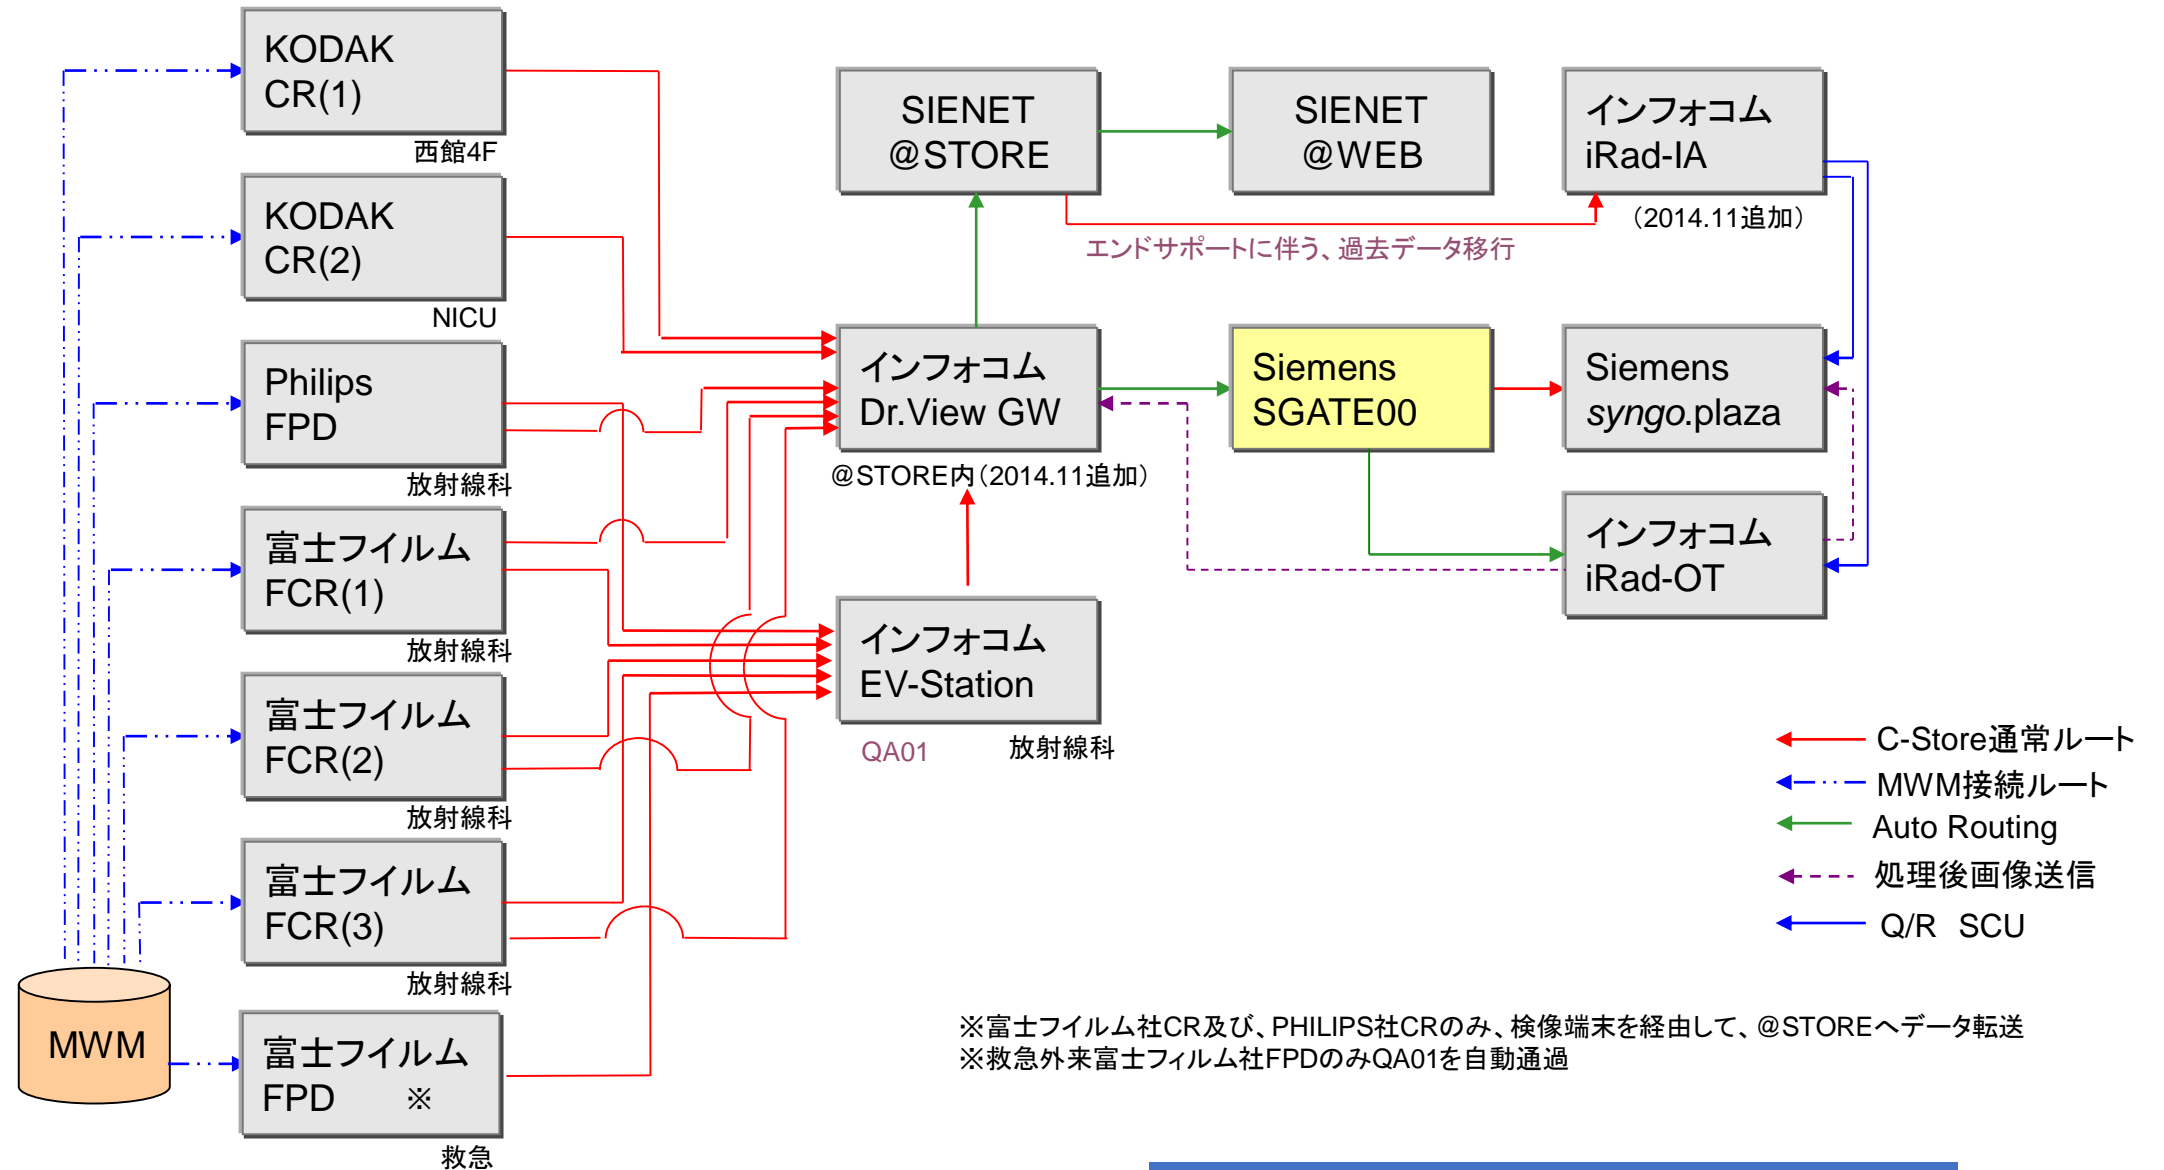 KODAK
CR(1)
西館4F
KODAK
CR(2)
NICU
Philips
FPD
放射線科
富士フイルム
FCR(1)
放射線科
富士フイルム
FCR(2)
放射線科
富士フイルム
FCR(3)
放射線科
富士フイルム
FPD ※
救急
MWM
SIENET
@STORE
SIENET
@WEB
インフォコム
iRad-IA
（2014.11追加）
エンドサポートに伴う、過去データ移行
インフォコム
Dr.View GW
@STORE内（2014.11追加）
Siemens
SGATE00
Siemens
syngo.plaza
インフォコム
iRad-OT
インフォコム
EV-Station
QA01 放射線科
C-Store通常ルート
MWM接続ルート
Auto Routing
処理後画像送信
Q/R SCU
※富士フイルム社CR及び、PHILIPS社CRのみ、検像端末を経由して、@STOREへデータ転送
※救急外来富士フィルム社FPDのみQA01を自動通過